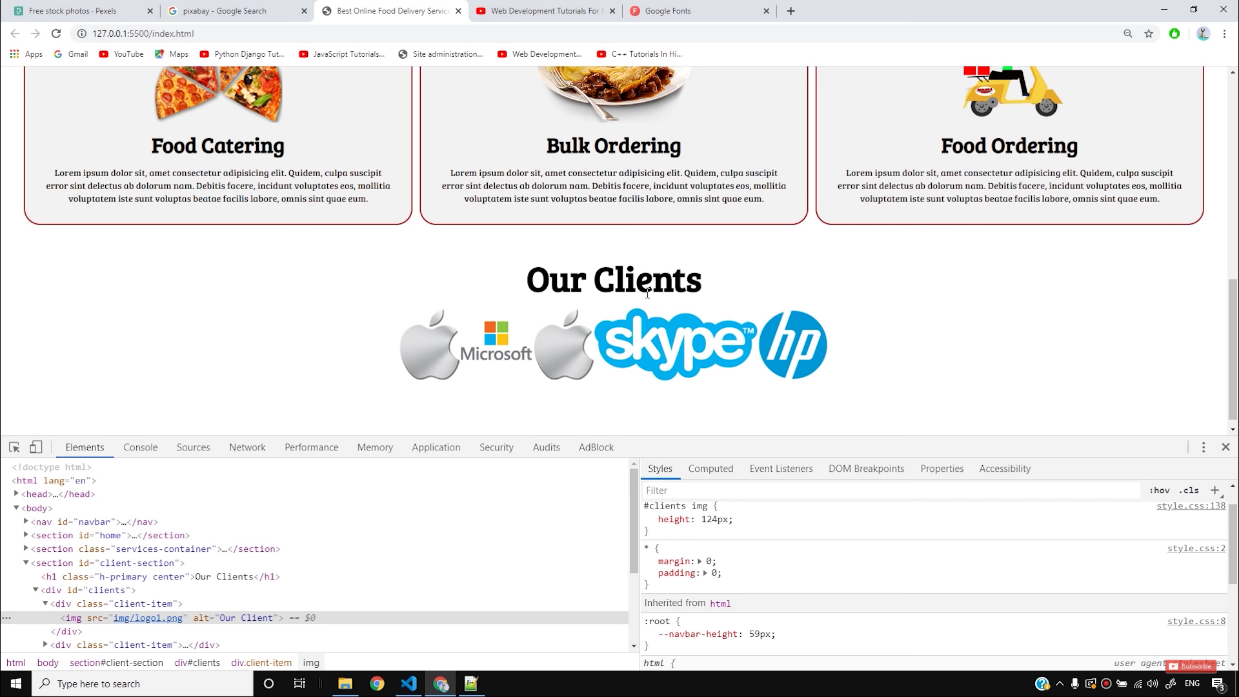 Free stock photos - Pexels
pixabay - Google Search
Best Online Food Delivery Servic
Web Development Tutorials For
Google Fonts
127.0.0.1:5500/index.html
Apps
Gmail
YouTube
Maps
Python Django Tut...
JavaScript Tutorials...
Site administration...
Web Development...
C++ Tutorials In Hi...
Food Catering
Lorem ipsum dolor sit, amet consectetur adipisicing elit. Quidem, culpa suscipit
error sint delectus ab dolorum nam. Debitis facere, incidunt voluptates eos, mollitia
voluptatem iste sunt voluptas beatae facilis labore, omnis sint quae eum.
Bulk Ordering
Lorem ipsum dolor sit, amet consectetur adipisicing elit. Quidem, culpa suscipit
error sint delectus ab dolorum nam. Debitis facere, incidunt voluptates eos, mollitia
voluptatem iste sunt voluptas beatae facilis labore, omnis sint quae eum.
Food Ordering
Lorem ipsum dolor sit, amet consectetur adipisicing elit. Quidem, culpa suscipit
error sint delectus ab dolorum nam. Debitis facere, incidunt voluptates eos, mollitia
voluptatem iste sunt voluptas beatae facilis labore, omnis sint quae eum.
Our Clients
Microsoft
skype™
hp
Elements
Console
Sources
Network
Performance
Memory
Application
Security
Audits
AdBlock
<!doctype html>
<html lang="en">
<head>…</head>
<body>
<nav id="navbar">…</nav>
<section id="home">…</section>
<section class="services-container">…</section>
<section id="client-section">
<h1 class="h-primary center">Our Clients</h1>
<div id="clients">
<div class="client-item">
<img src="img/logo1.png" alt="Our Client"> == $0
</div>
<div class="client-item">…</div>
html
body
section#client-section
div#clients
div.client-item
img
Styles
Computed
Event Listeners
DOM Breakpoints
Properties
Accessibility
Filter
:hov .cls +
#clients img {
style.css:138
height: 124px;
}
* {
style.css:2
margin: 0;
padding: 0;
}
Inherited from html
:root {
style.css:8
--navbar-height: 59px;
}
html {
Subscribe
Type here to search
ENG